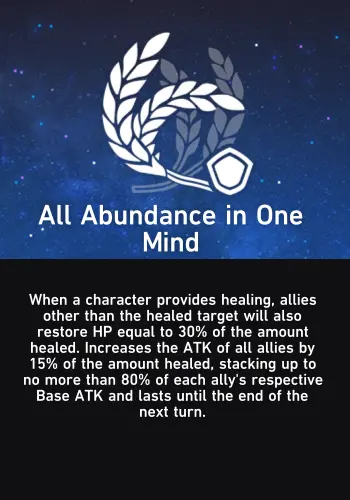 All Abundance in One
Mind
When a character provides healing, allies
other than the healed target will also
restore HP equal to 30% of the amount
healed. Increases the ATK of all allies by
15% of the amount healed, stacking up to
no more than 80% of each ally's respective
Base ATK and lasts until the end of the
next turn.